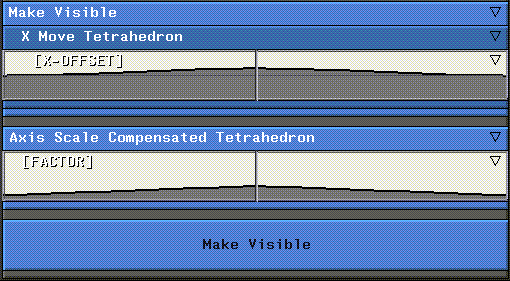 Make Visible
X Move Tetrahedron
[X-OFFSET]
Axis Scale Compensated Tetrahedron
[FACTOR]
Make Visible